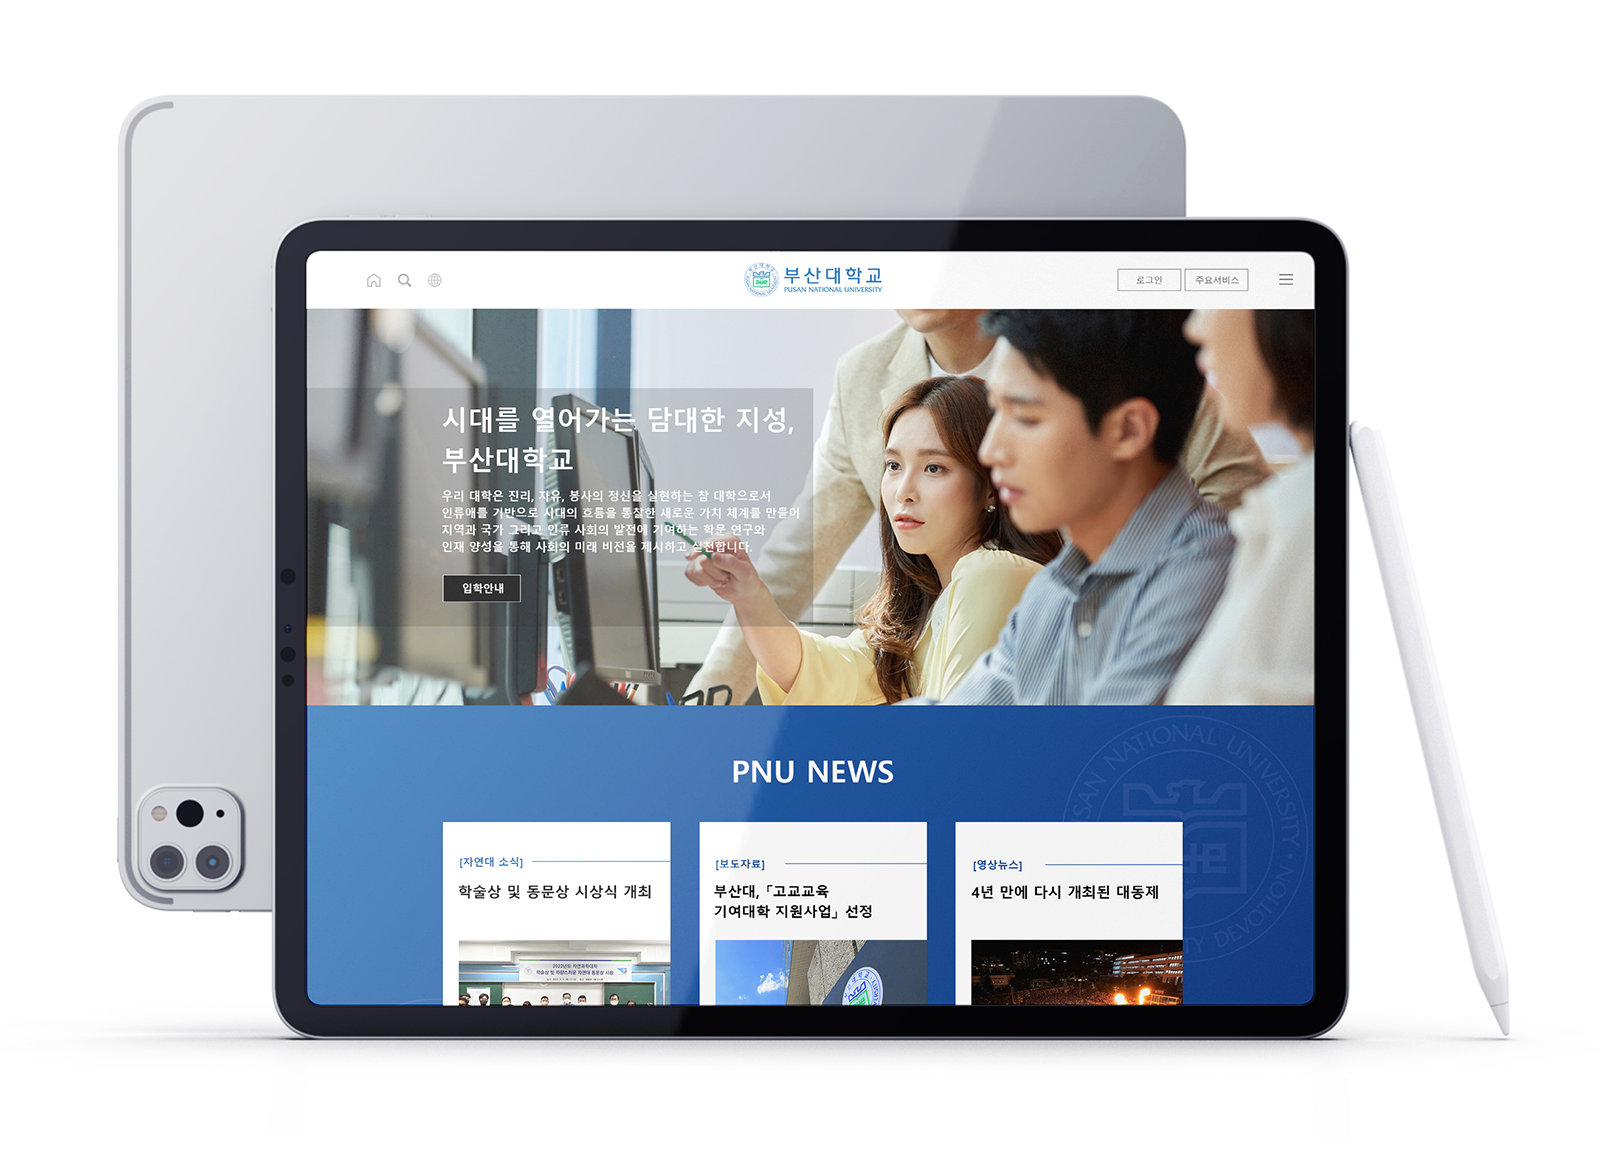 부산대학교
PUSAN NATIONAL UNIVERSITY
로그인
주요서비스
시대를 열어가는 담대한 지성,
부산대학교
우리 대학은 진리, 자유, 봉사의 정신을 실현하는 참 대학으로서
인류애를 기반으로 시대의 흐름을 통찰한 새로운 가치 체계를 만들어
지역과 국가 그리고 인류 사회의 발전에 기여하는 학문 연구와
인재 양성을 통해 사회의 미래 비전을 제시하고 실천합니다.
입학안내
PNU NEWS
[자연대 소식]
학술상 및 동문상 시상식 개최
[보도자료]
부산대, 「고교교육
기여대학 지원사업」 선정
[영상뉴스]
4년 만에 다시 개최된 대동제
SAN NATIONAL UNIVERSITY
TY DEVOTION